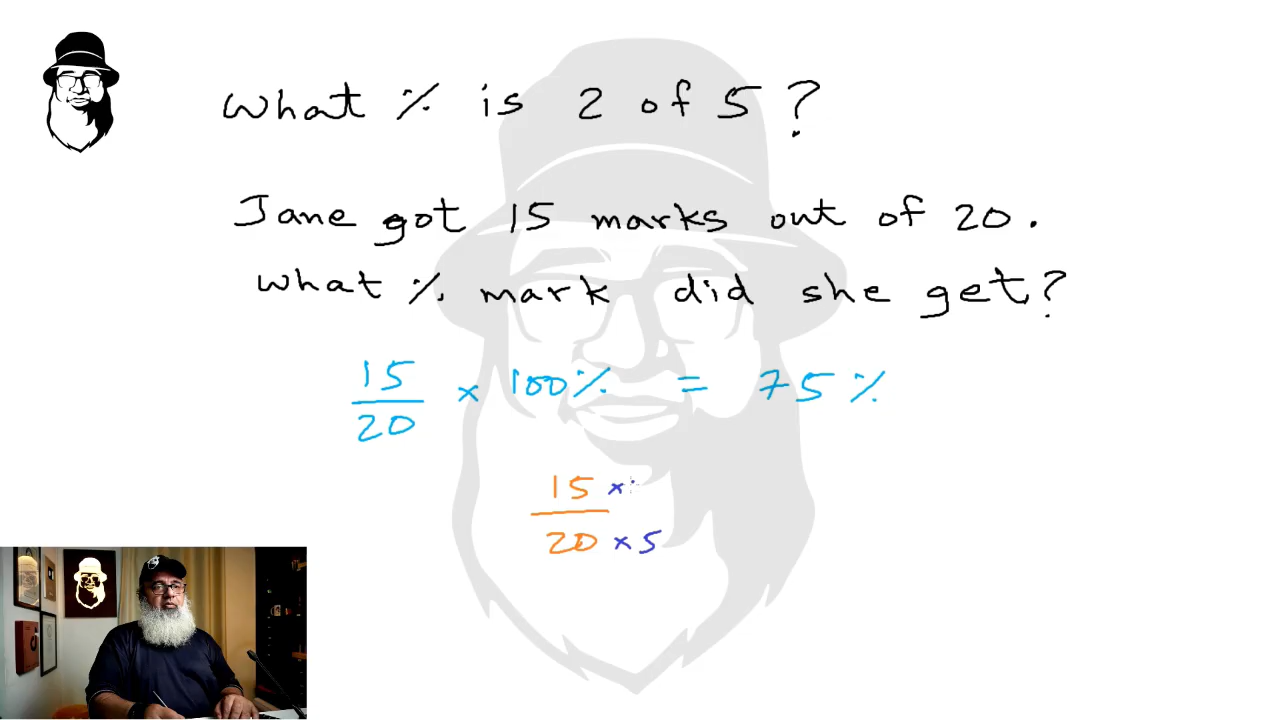 What % is 2 of 5?
Jane got 15 marks out of 20.
What % mark did she get?
15
20 × 100% = 75%
15 ×
20 × 5